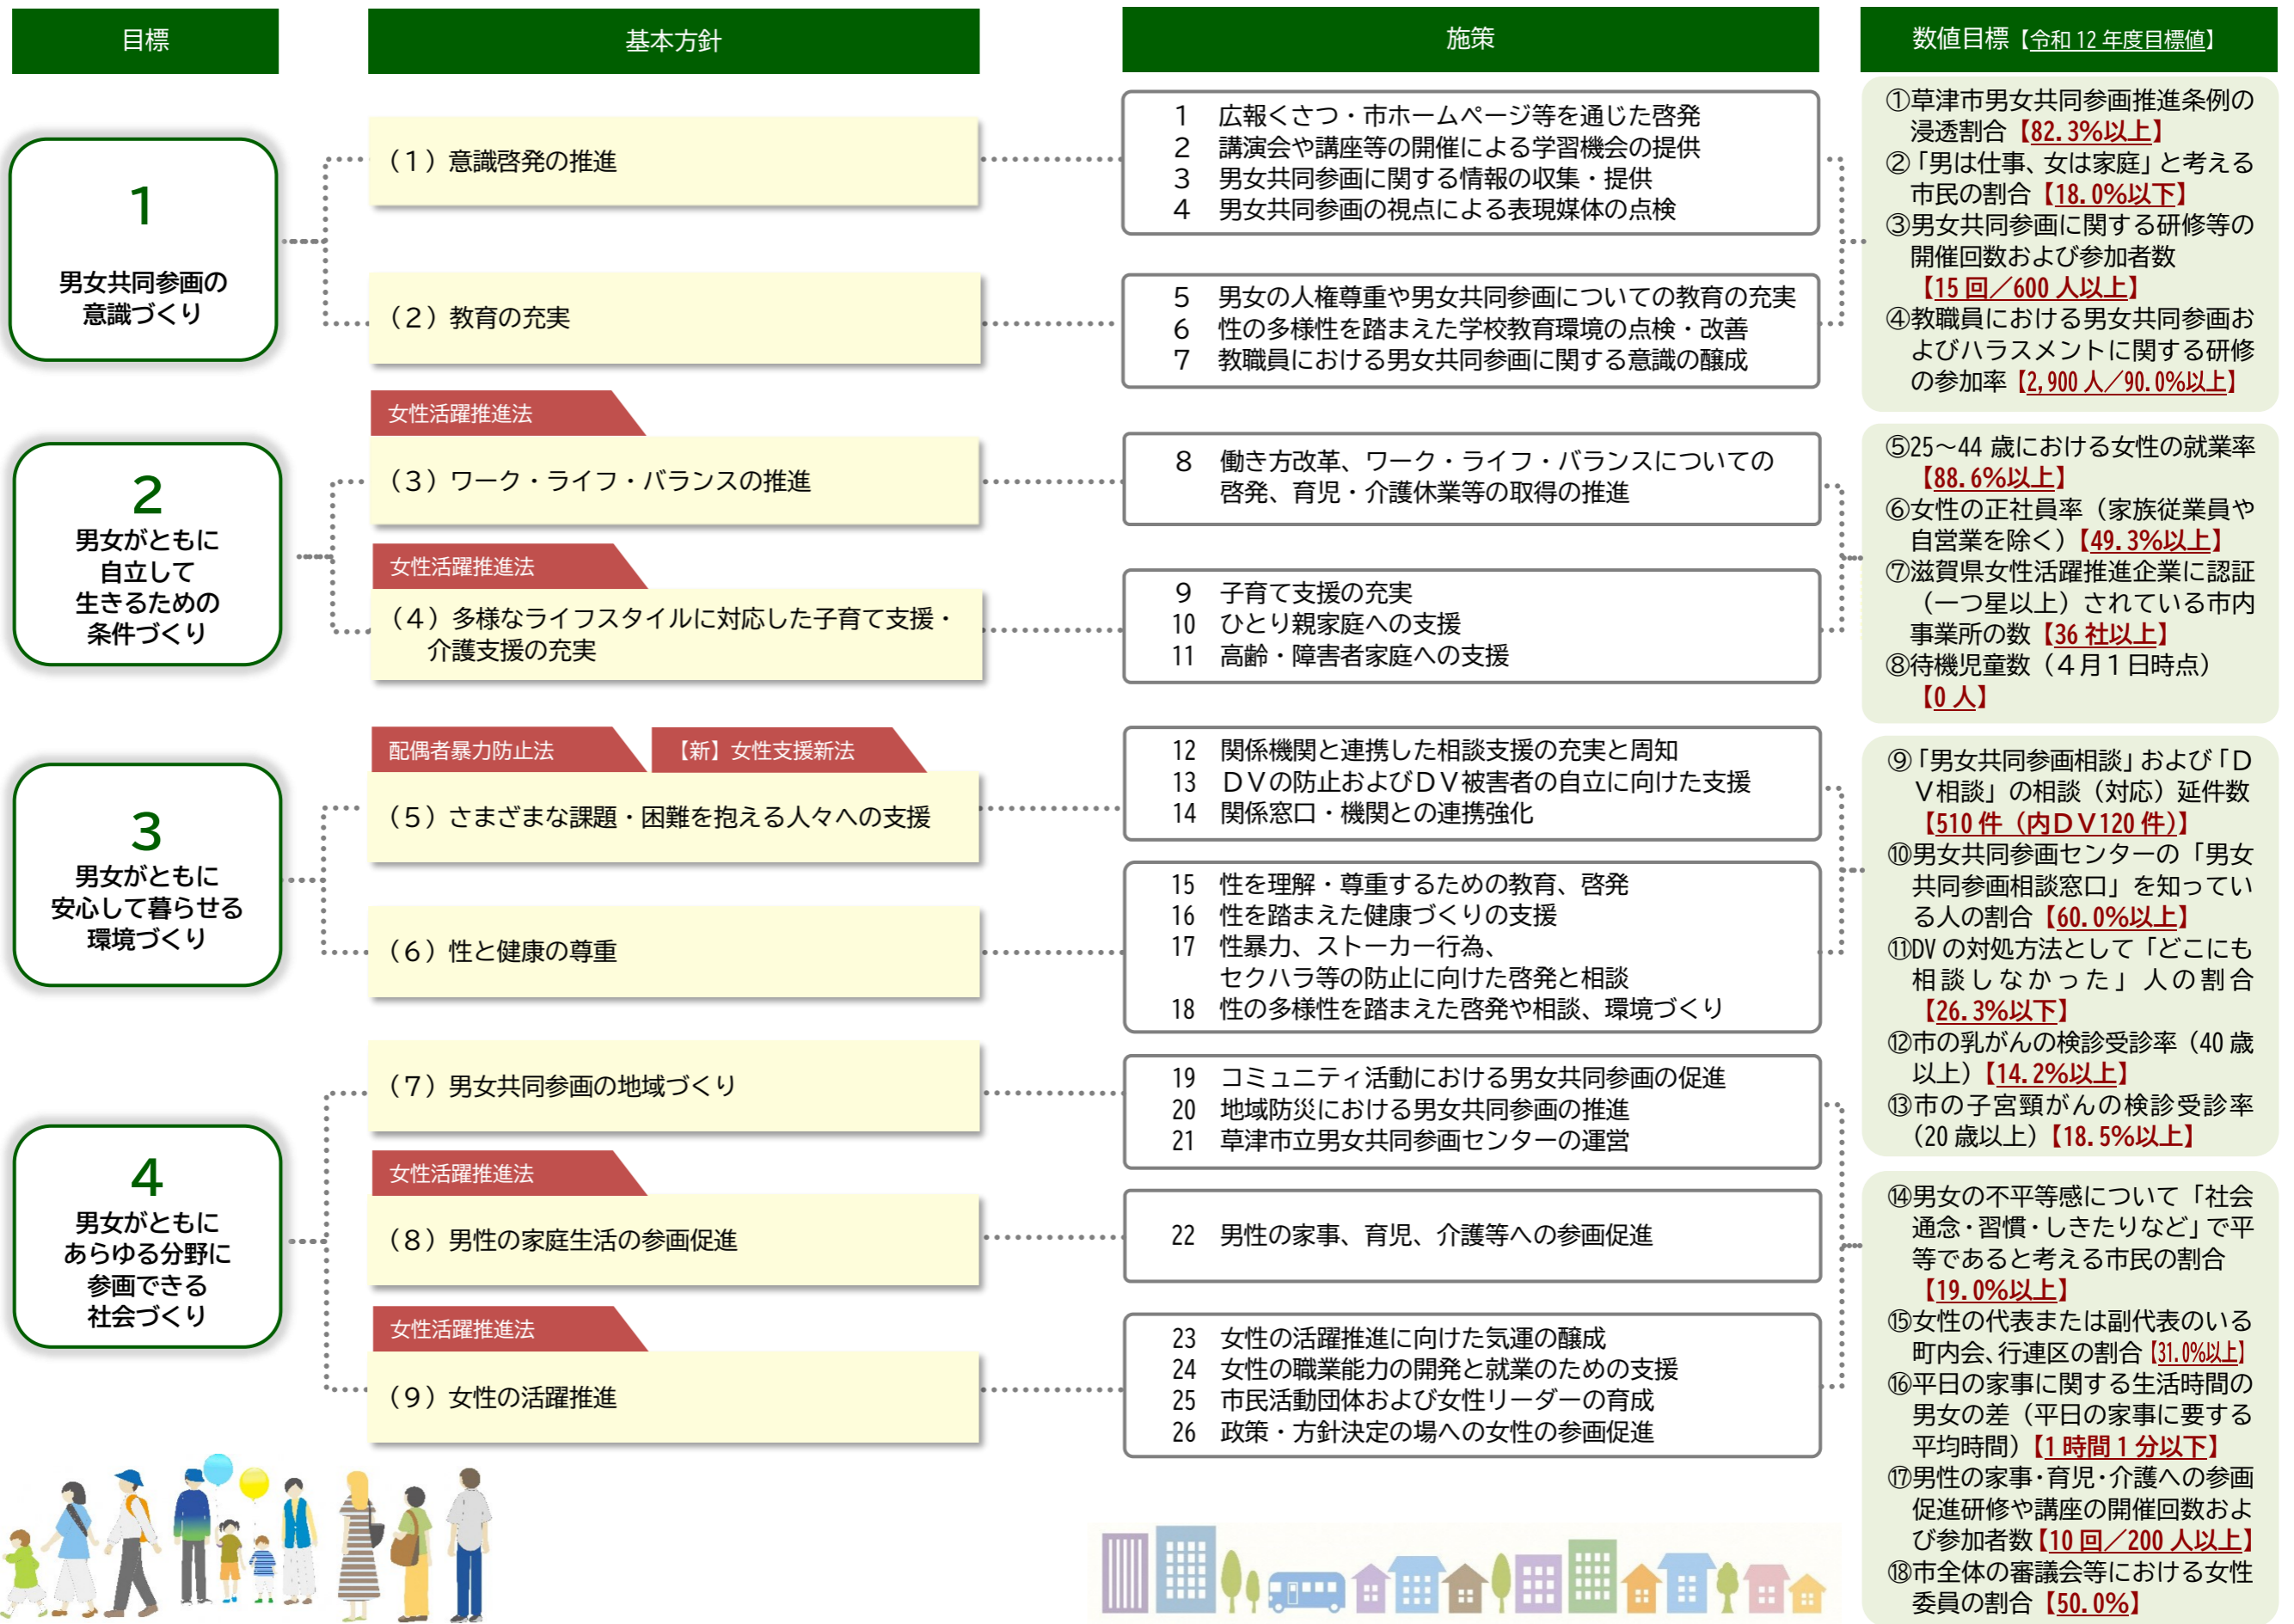 目標
基本方針
施策
数値目標【令和12年度目標値】
1
男女共同参画の
意識づくり
（1）意識啓発の推進
1 広報くさつ・市ホームページ等を通じた啓発
2 講演会や講座等の開催による学習機会の提供
3 男女共同参画に関する情報の収集・提供
4 男女共同参画の視点による表現媒体の点検
（2）教育の充実
5 男女の人権尊重や男女共同参画についての教育の充実
6 性の多様性を踏まえた学校教育環境の点検・改善
7 教職員における男女共同参画に関する意識の醸成
①草津市男女共同参画推進条例の
浸透割合【82.3%以上】
②「男は仕事、女は家庭」と考える
市民の割合【18.0%以下】
③男女共同参画に関する研修等の
開催回数および参加者数
【15回／600人以上】
④教職員における男女共同参画お
よびハラスメントに関する研修
の参加率【2,900人／90.0%以上】
2
男女がともに
自立して
生きるための
条件づくり
女性活躍推進法
（3）ワーク・ライフ・バランスの推進
8 働き方改革、ワーク・ライフ・バランスについての
啓発、育児・介護休業等の取得の推進
女性活躍推進法
（4）多様なライフスタイルに対応した子育て支援・
介護支援の充実
9 子育て支援の充実
10 ひとり親家庭への支援
11 高齢・障害者家庭への支援
⑤25～44歳における女性の就業率
【88.6%以上】
⑥女性の正社員率（家族従業員や
自営業を除く）【49.3%以上】
⑦滋賀県女性活躍推進企業に認証
（一つ星以上）されている市内
事業所の数【36社以上】
⑧待機児童数（4月1日時点）
【0人】
3
男女がともに
安心して暮らせる
環境づくり
配偶者暴力防止法
【新】女性支援新法
（5）さまざまな課題・困難を抱える人々への支援
12 関係機関と連携した相談支援の充実と周知
13 ＤＶの防止およびＤＶ被害者の自立に向けた支援
14 関係窓口・機関との連携強化
（6）性と健康の尊重
15 性を理解・尊重するための教育、啓発
16 性を踏まえた健康づくりの支援
17 性暴力、ストーカー行為、
セクハラ等の防止に向けた啓発と相談
18 性の多様性を踏まえた啓発や相談、環境づくり
⑨「男女共同参画相談」および「Ｄ
Ｖ相談」の相談（対応）延件数
【510件（内ＤＶ120件）】
⑩男女共同参画センターの「男女
共同参画相談窓口」を知ってい
る人の割合【60.0%以上】
⑪DVの対処方法として「どこにも
相談しなかった」人の割合
【26.3%以下】
⑫市の乳がんの検診受診率（40歳
以上）【14.2%以上】
⑬市の子宮頸がんの検診受診率
（20歳以上）【18.5%以上】
4
男女がともに
あらゆる分野に
参画できる
社会づくり
（7）男女共同参画の地域づくり
19 コミュニティ活動における男女共同参画の促進
20 地域防災における男女共同参画の推進
21 草津市立男女共同参画センターの運営
女性活躍推進法
（8）男性の家庭生活の参画促進
22 男性の家事、育児、介護等への参画促進
女性活躍推進法
（9）女性の活躍推進
23 女性の活躍推進に向けた気運の醸成
24 女性の職業能力の開発と就業のための支援
25 市民活動団体および女性リーダーの育成
26 政策・方針決定の場への女性の参画促進
⑭男女の不平等感について「社会
通念・習慣・しきたりなど」で平
等であると考える市民の割合
【19.0%以上】
⑮女性の代表または副代表のいる
町内会、行連区の割合【31.0%以上】
⑯平日の家事に関する生活時間の
男女の差（平日の家事に要する
平均時間）【1時間1分以下】
⑰男性の家事・育児・介護への参画
促進研修や講座の開催回数およ
び参加者数【10回／200人以上】
⑱市全体の審議会等における女性
委員の割合【50.0%】